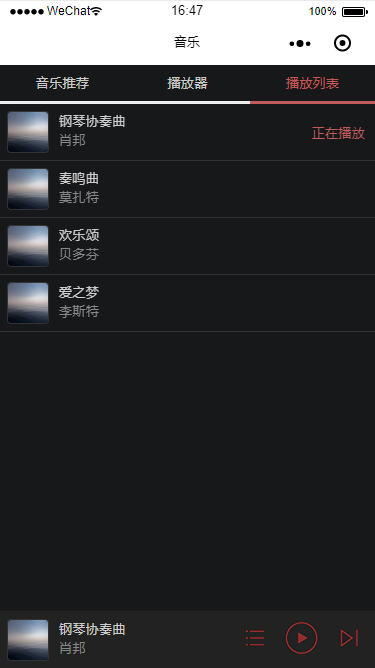 ●●●●● WeChat 16:47 100%
音乐
音乐推荐 播放器 播放列表
钢琴协奏曲
肖邦
正在播放
奏鸣曲
莫扎特
欢乐颂
贝多芬
爱之梦
李斯特
钢琴协奏曲
肖邦